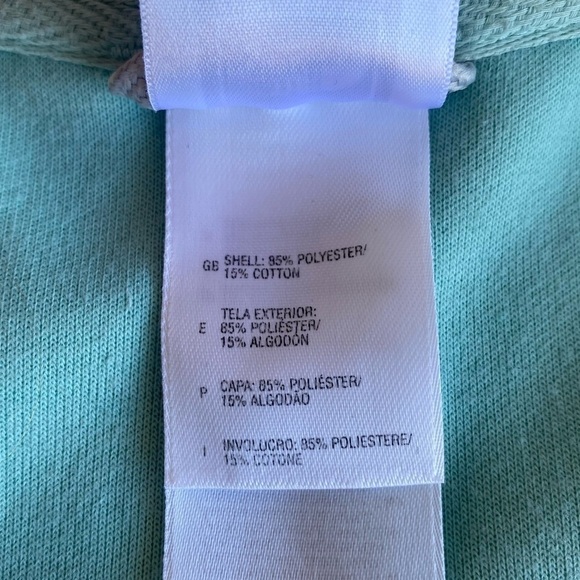 GB SHELL: 85% POLYESTER/
15% COTTON
TELA EXTERIOR:
E 85% POLIÉSTER/
15% ALGODÓN
P CAPA: 85% POLIÉSTER/
15% ALGODÃO
I INVOLUCRO: 85% POLIESTERE/
15% COTONE